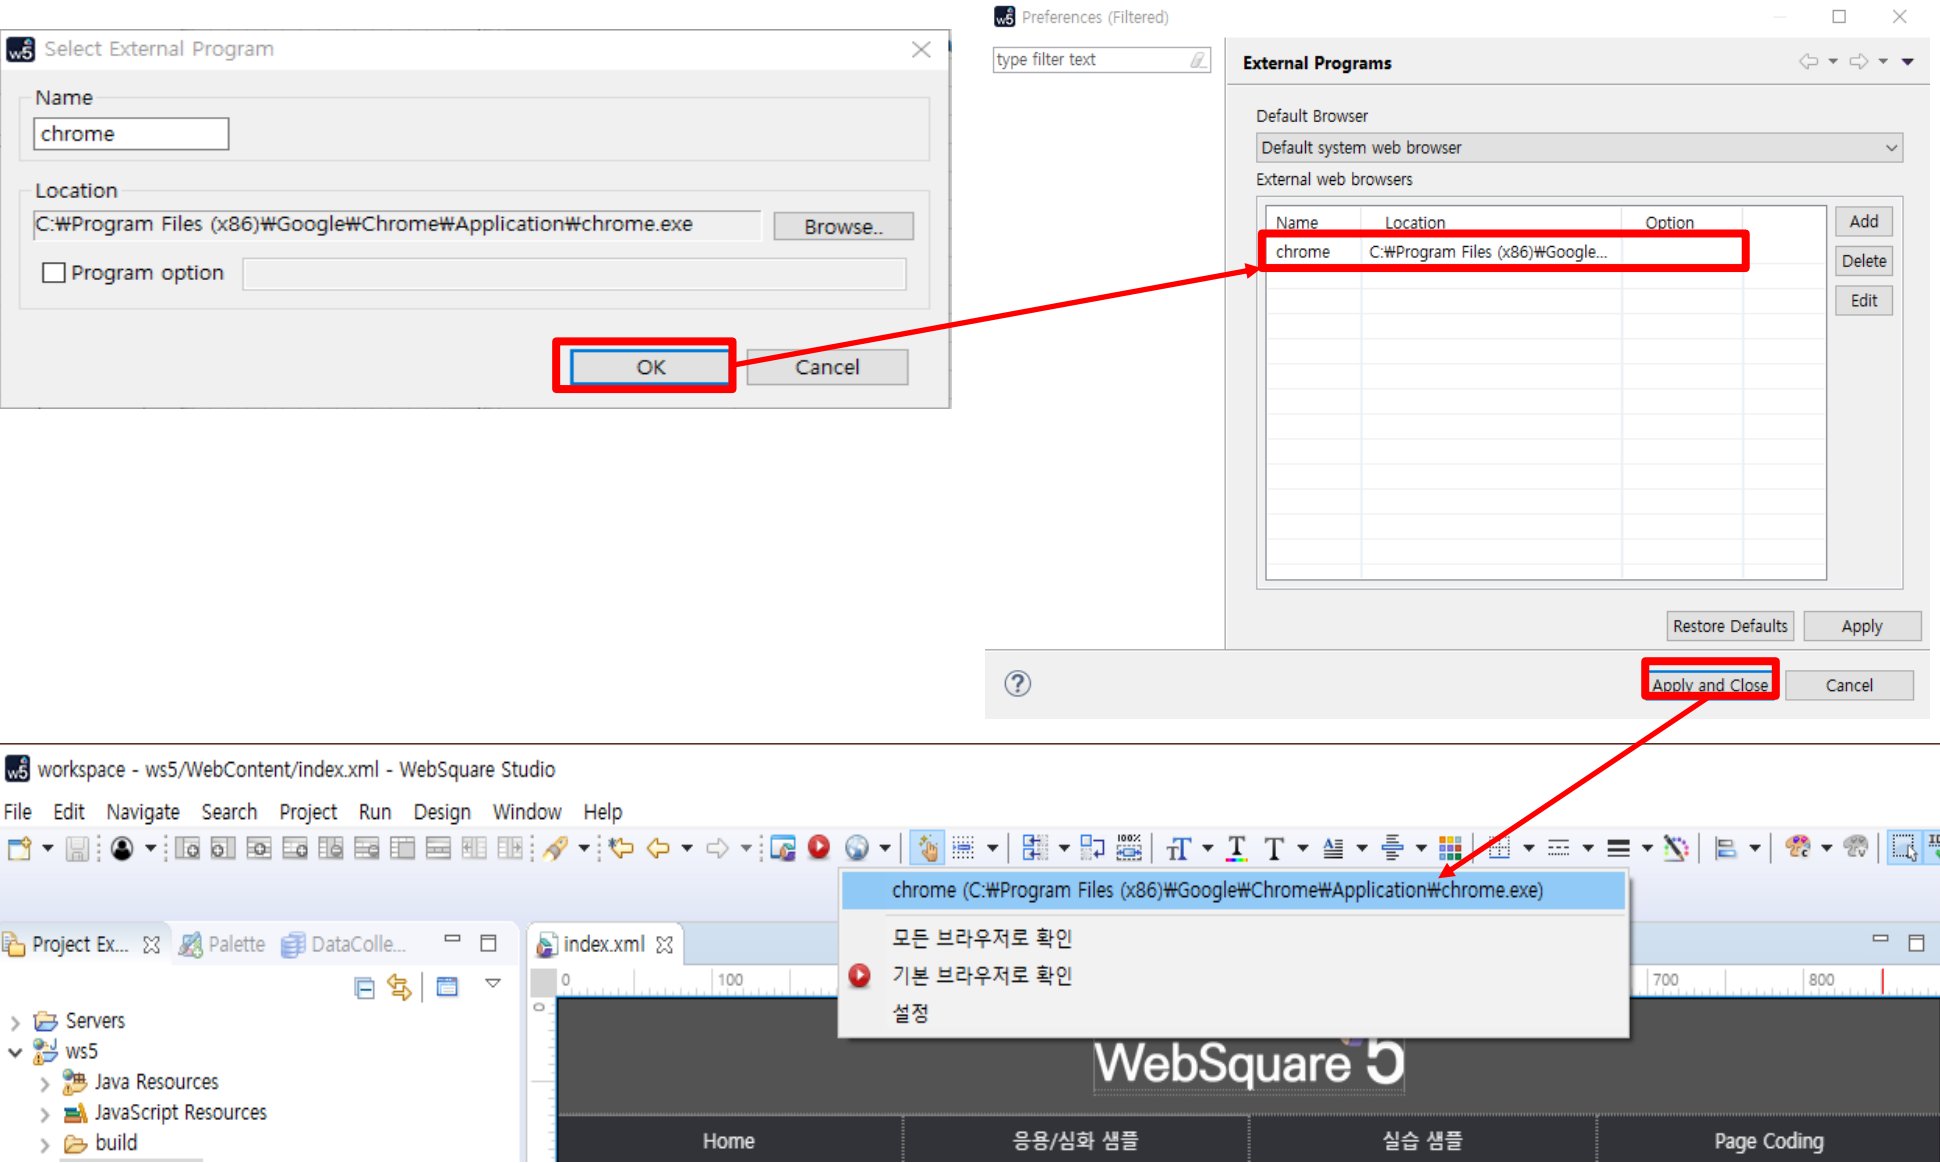 Select External Program
Name
chrome
Location
C:₩Program Files (x86)₩Google₩Chrome₩Application₩chrome.exe
Browse..
Program option
OK
Cancel
Preferences (Filtered)
type filter text
External Programs
Default Browser
Default system web browser
External web browsers
Name Location Option
chrome C:₩Program Files (x86)₩Google...
Add
Delete
Edit
Restore Defaults
Apply
Apply and Close
Cancel
workspace - ws5/WebContent/index.xml - WebSquare Studio
File Edit Navigate Search Project Run Design Window Help
100%
chrome (C:₩Program Files (x86)₩Google₩Chrome₩Application₩chrome.exe)
모든 브라우저로 확인
기본 브라우저로 확인
설정
Project Ex... Palette DataColle...
index.xml
0 100 700 800
0
Servers
ws5
Java Resources
JavaScript Resources
build
WebSquare 5
Home 응용/심화 샘플 실습 샘플 Page Coding